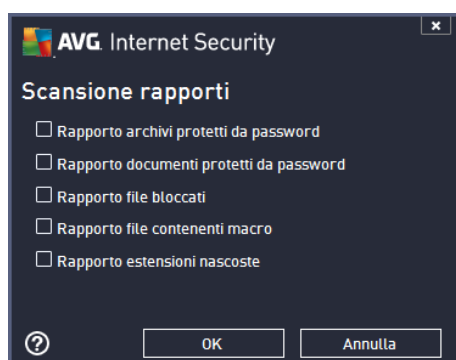 AVG. Internet Security
Scansione rapporti
Rapporto archivi protetti da password
Rapporto documenti protetti da password
Rapporto file bloccati
Rapporto file contenenti macro
Rapporto estensioni nascoste
?
OK
Annulla